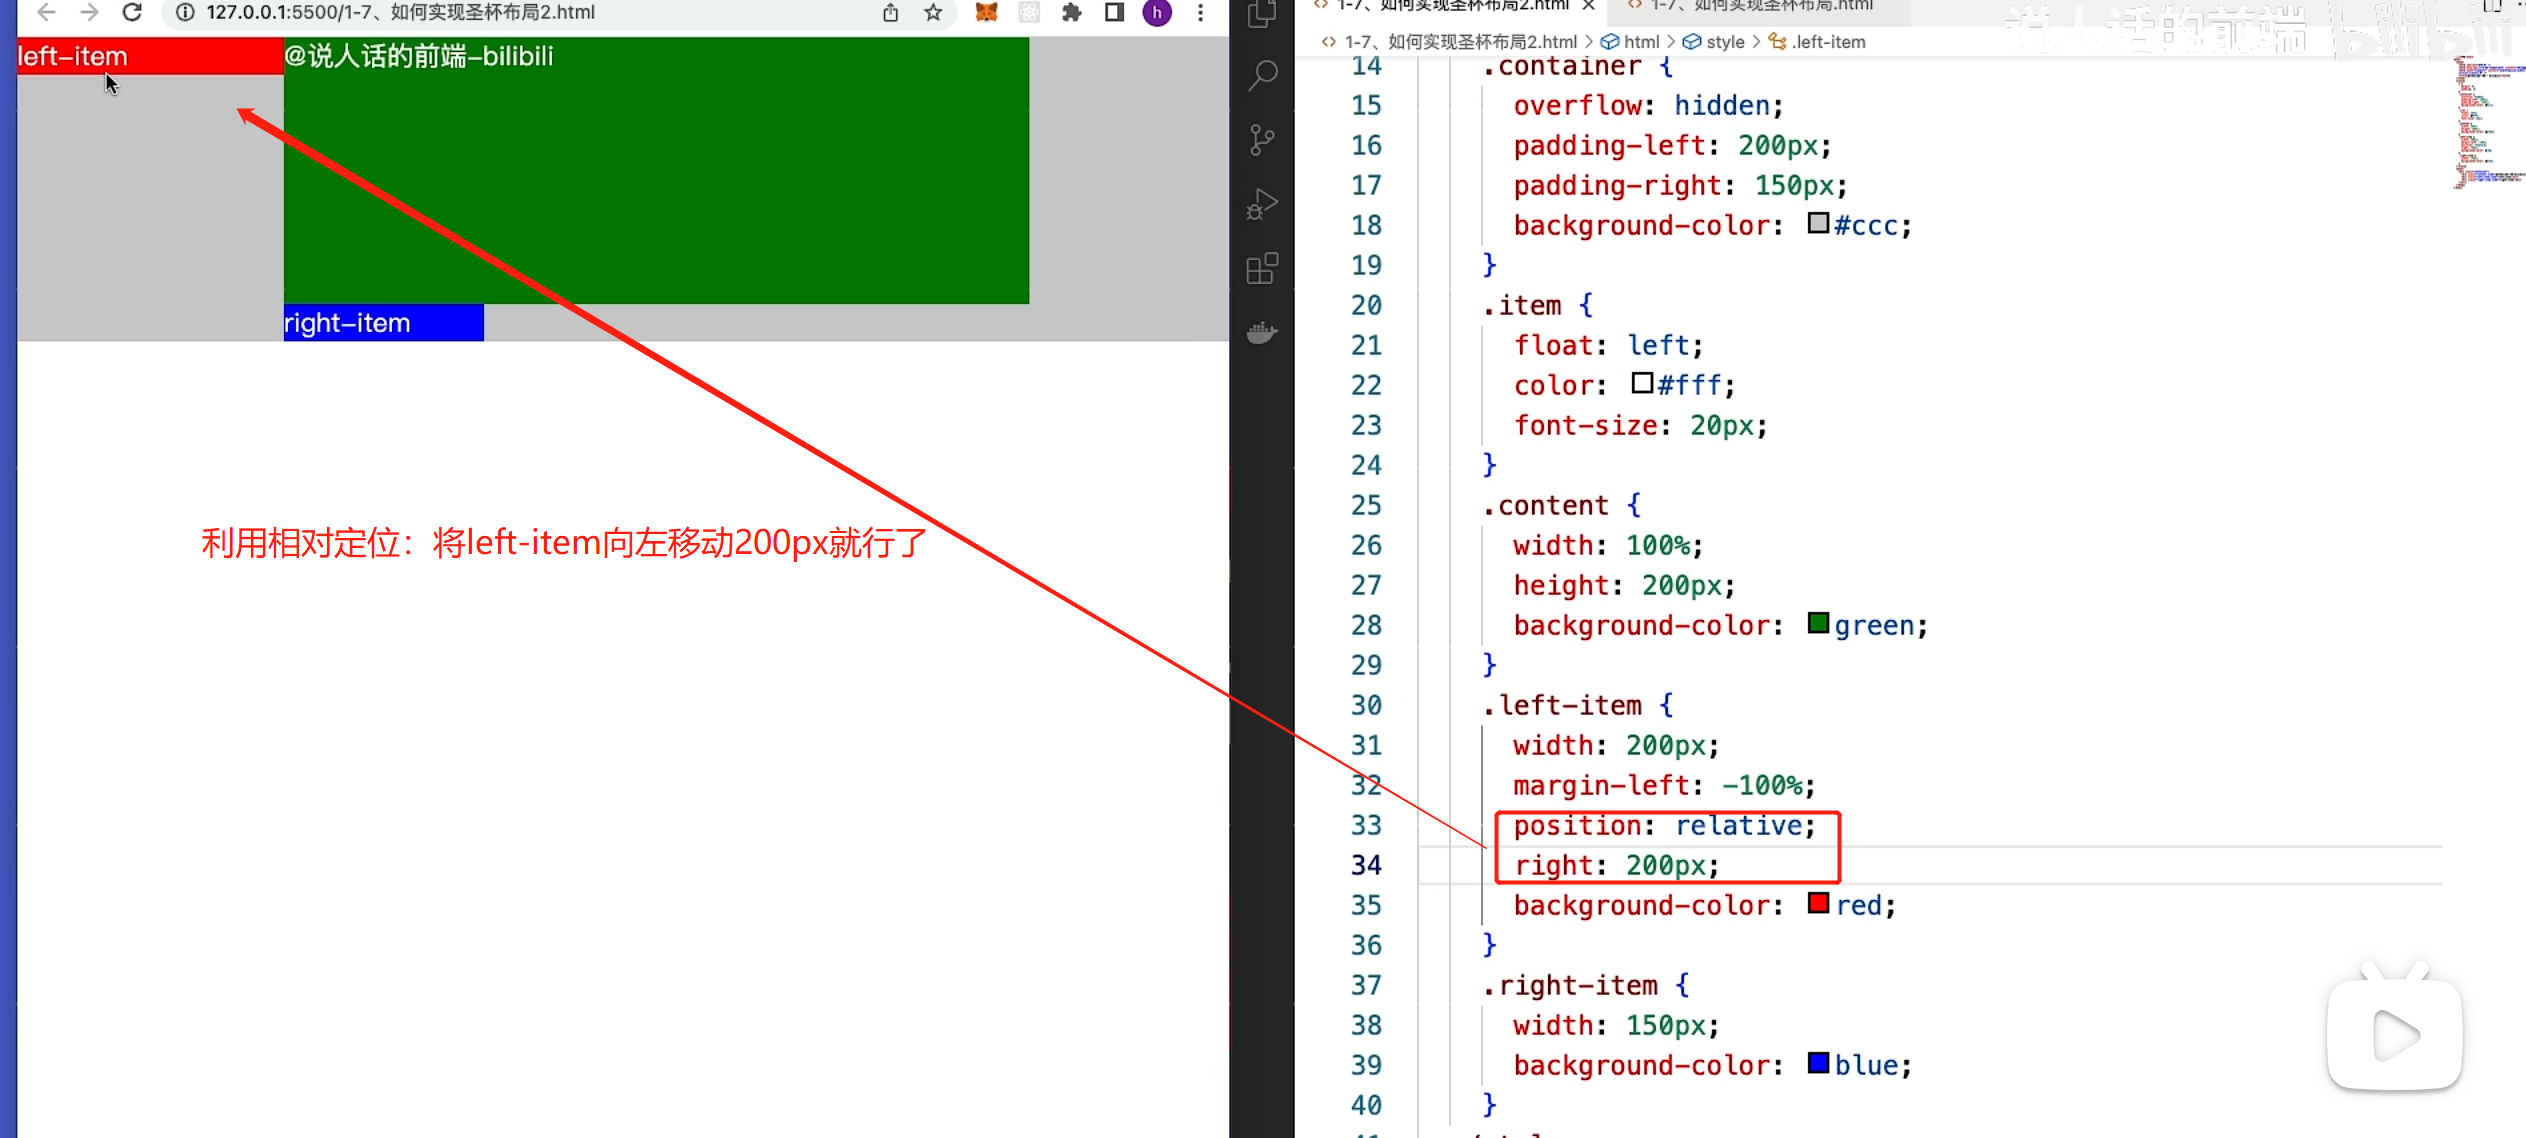 127.0.0.1:5500/1-7、如何实现圣杯布局2.html
h
left-item
@说人话的前端-bilibili
right-item
利用相对定位：将left-item向左移动200px就行了
1-7、如何实现圣杯布局2.html
1-7、如何实现圣杯布局.html
说人话的前端 bilibili
1-7、如何实现圣杯布局2.html > html > style > .left-item
14 .container {
15 overflow: hidden;
16 padding-left: 200px;
17 padding-right: 150px;
18 background-color: #ccc;
19 }
20 .item {
21 float: left;
22 color: #fff;
23 font-size: 20px;
24 }
25 .content {
26 width: 100%;
27 height: 200px;
28 background-color: green;
29 }
30 .left-item {
31 width: 200px;
32 margin-left: -100%;
33 position: relative;
34 right: 200px;
35 background-color: red;
36 }
37 .right-item {
38 width: 150px;
39 background-color: blue;
40 }